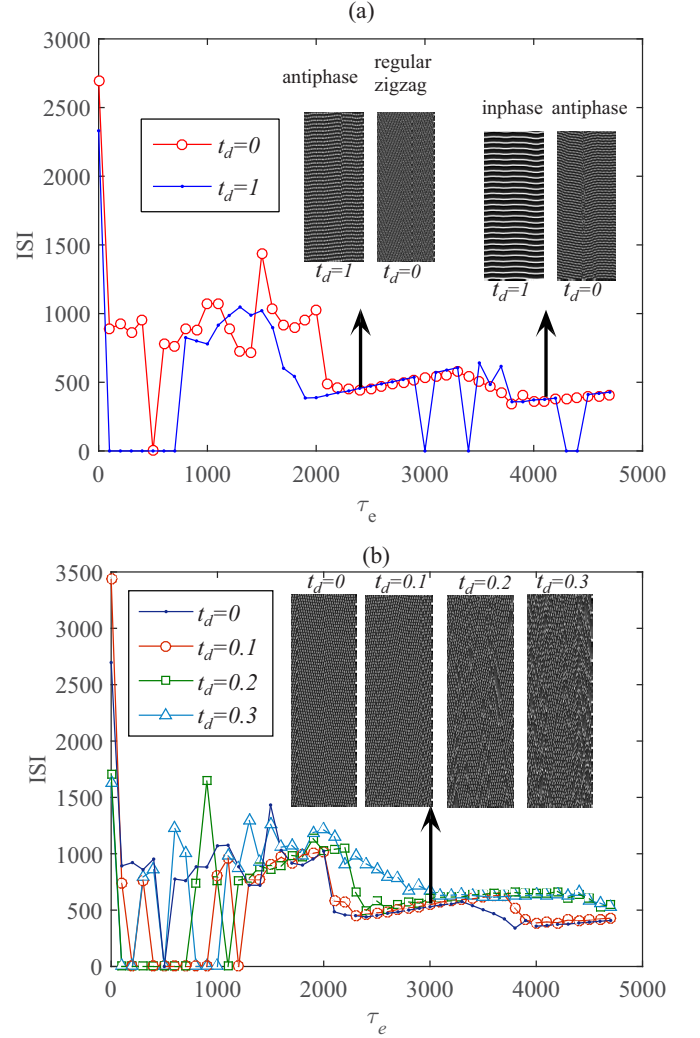 (a)
3000
2500
2000
1500
1000
500
0
ISI
antiphase
regular
zigzag
inphase antiphase
t_d=0
t_d=1
t_d=1 t_d=0
t_d=1 t_d=0
0 1000 2000 3000 4000 5000
τ_e
(b)
3500
3000
2500
2000
1500
1000
500
0
ISI
t_d=0
t_d=0.1
t_d=0.2
t_d=0.3
t_d=0 t_d=0.1 t_d=0.2 t_d=0.3
0 1000 2000 3000 4000 5000
τ_e